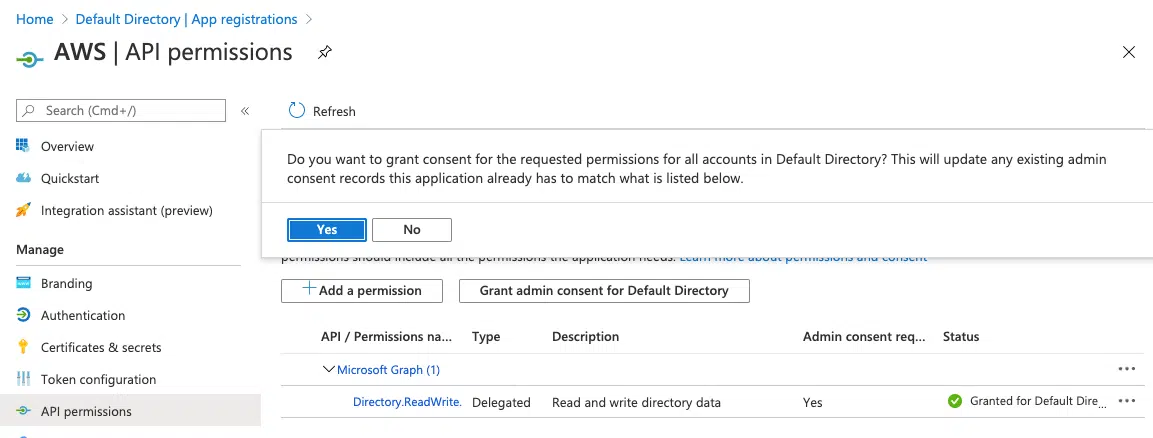 Home > Default Directory | App registrations >
AWS | API permissions
Search (Cmd+/)
«
Refresh
Overview
Quickstart
Integration assistant (preview)
Manage
Branding
Authentication
Certificates & secrets
Token configuration
API permissions
Do you want to grant consent for the requested permissions for all accounts in Default Directory? This will update any existing admin
consent records this application already has to match what is listed below.
Yes No
permissions should include all the permissions the application needs. Learn more about permissions and consent
+ Add a permission Grant admin consent for Default Directory
API / Permissions na... Type Description Admin consent req... Status
Microsoft Graph (1) ...
Directory.ReadWrite. Delegated Read and write directory data Yes Granted for Default Dire... ...